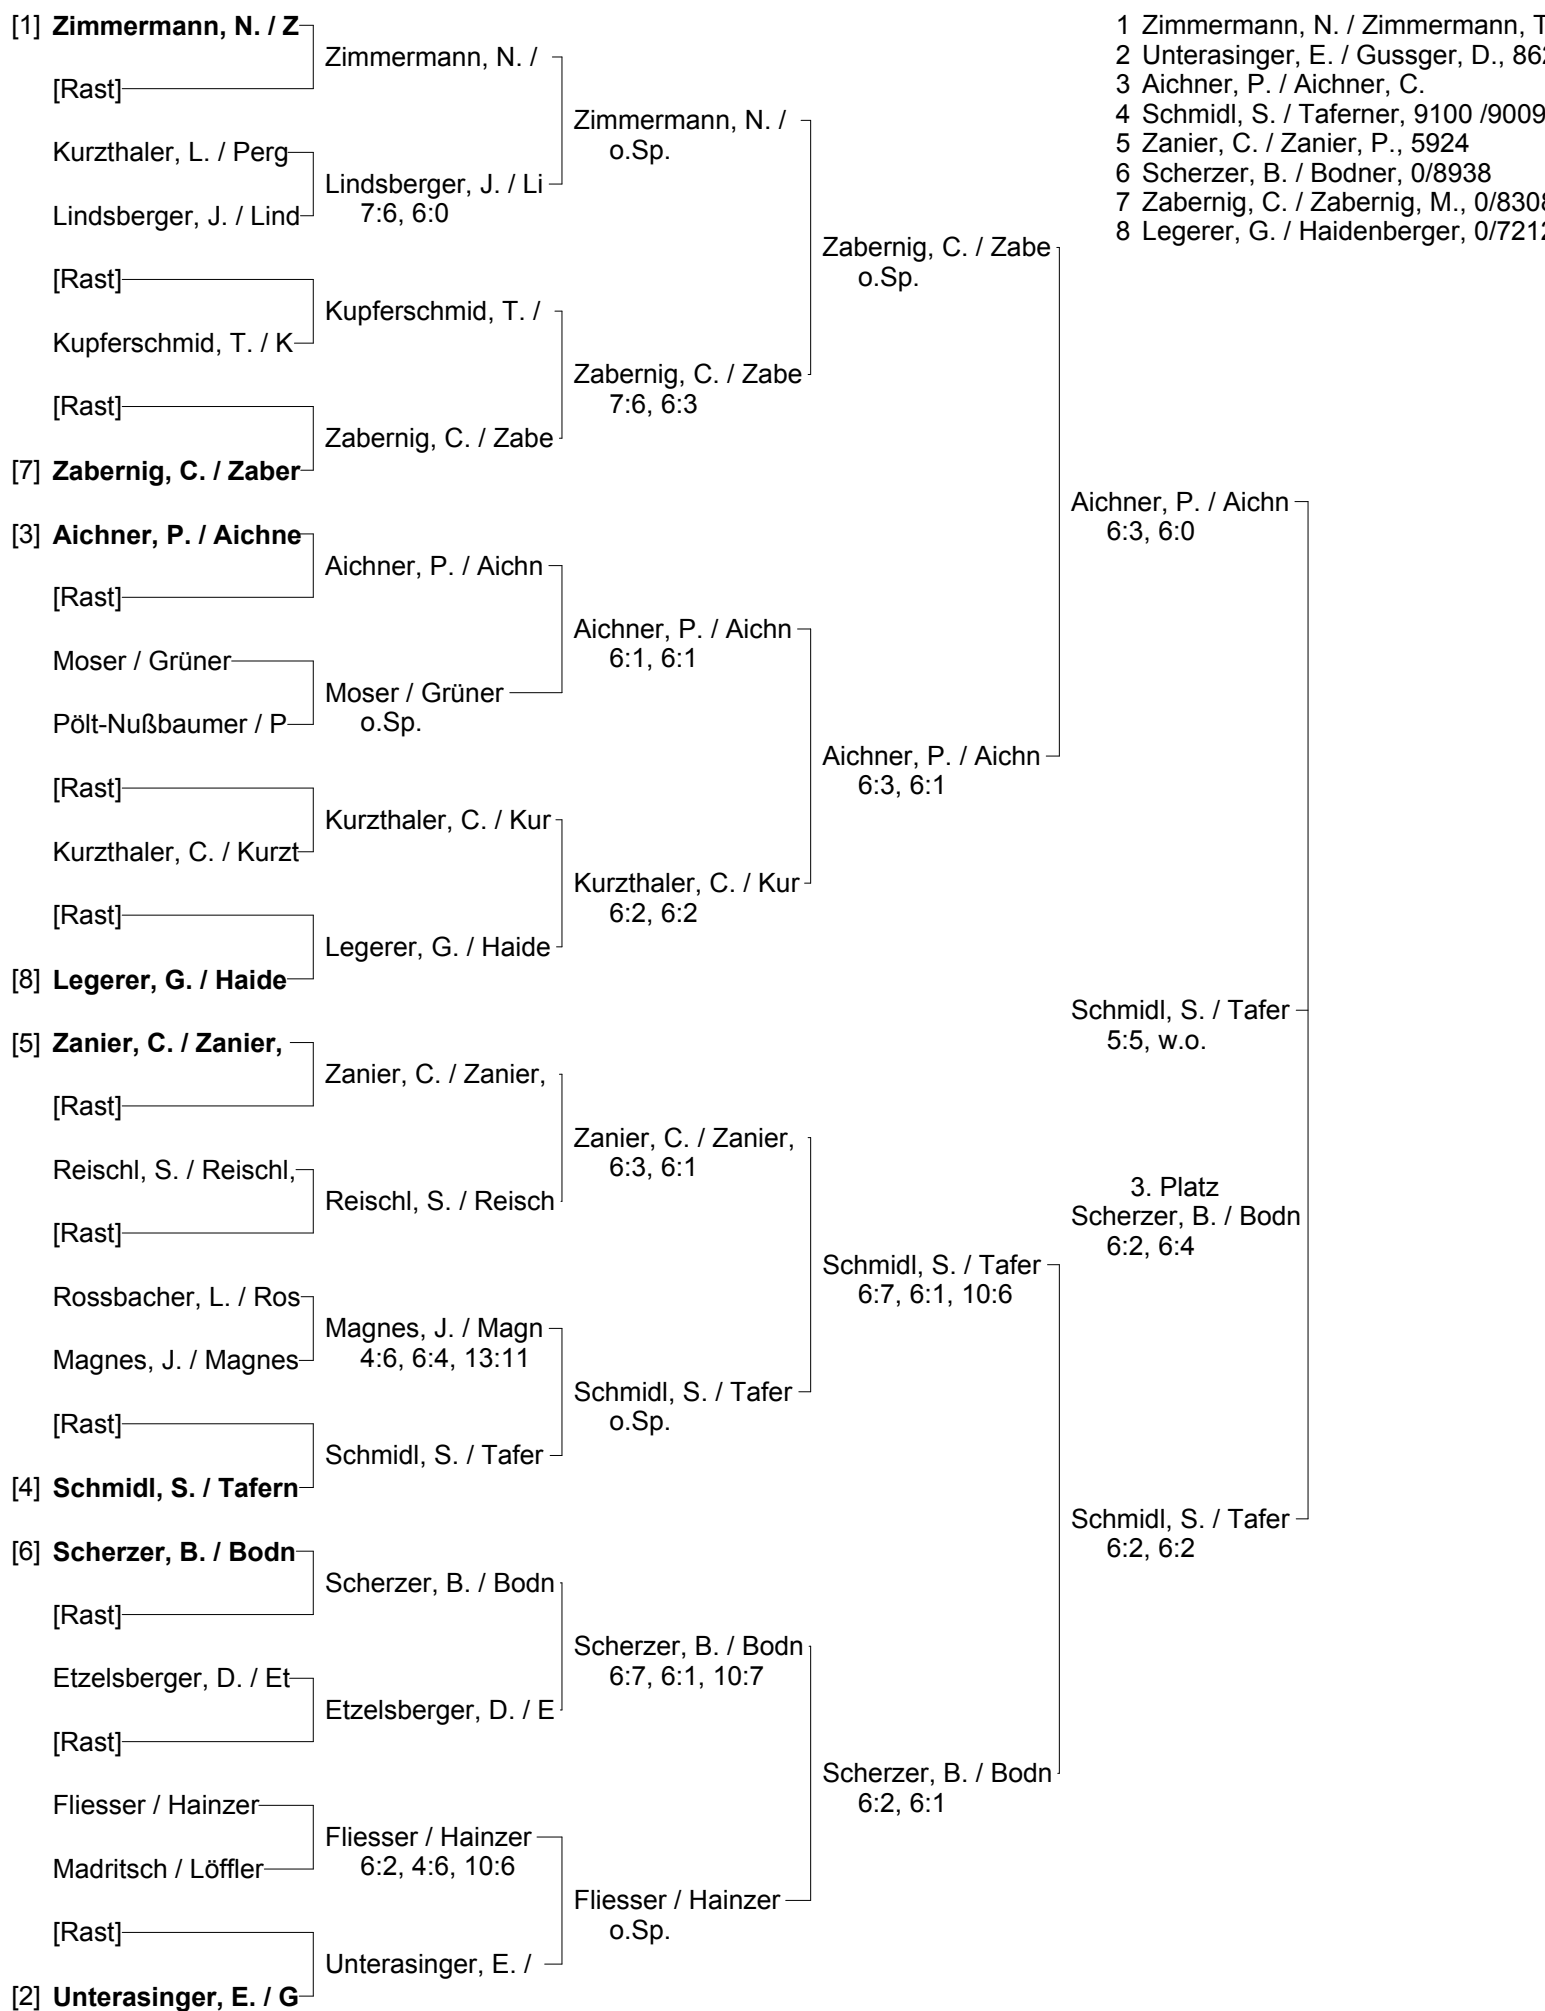 [1] Zimmermann, N. / Z
[Rast]
Kurzthaler, L. / Perg
Lindsberger, J. / Lind
[Rast]
Kupferschmid, T. / K
[Rast]
[7] Zabernig, C. / Zaber
[3] Aichner, P. / Aichne
[Rast]
Moser / Grüner
Pölt-Nußbaumer / P
[Rast]
Kurzthaler, C. / Kurzt
[Rast]
[8] Legerer, G. / Haide
[5] Zanier, C. / Zanier,
[Rast]
Reischl, S. / Reischl,
[Rast]
Rossbacher, L. / Ros
Magnes, J. / Magnes
[Rast]
[4] Schmidl, S. / Tafern
[6] Scherzer, B. / Bodn
[Rast]
Etzelsberger, D. / Et
[Rast]
Fliesser / Hainzer
Madritsch / Löffler
[Rast]
[2] Unterasinger, E. / G
Zimmermann, N. /
Lindsberger, J. / Li
7:6, 6:0
Kupferschmid, T. /
Zabernig, C. / Zabe
Aichner, P. / Aichn
Moser / Grüner
o.Sp.
Kurzthaler, C. / Kur
Legerer, G. / Haide
Zanier, C. / Zanier,
Reischl, S. / Reisch
Magnes, J. / Magn
4:6, 6:4, 13:11
Schmidl, S. / Tafer
Scherzer, B. / Bodn
Etzelsberger, D. / E
Fliesser / Hainzer
6:2, 4:6, 10:6
Unterasinger, E. /
Zimmermann, N. /
o.Sp.
Zabernig, C. / Zabe
7:6, 6:3
Aichner, P. / Aichn
6:1, 6:1
Kurzthaler, C. / Kur
6:2, 6:2
Zanier, C. / Zanier,
6:3, 6:1
Schmidl, S. / Tafer
o.Sp.
Scherzer, B. / Bodn
6:7, 6:1, 10:7
Fliesser / Hainzer
o.Sp.
Zabernig, C. / Zabe
o.Sp.
Aichner, P. / Aichn
6:3, 6:1
Schmidl, S. / Tafer
6:7, 6:1, 10:6
Scherzer, B. / Bodn
6:2, 6:1
Aichner, P. / Aichn
6:3, 6:0
Schmidl, S. / Tafer
5:5, w.o.
3. Platz
Scherzer, B. / Bodn
6:2, 6:4
Schmidl, S. / Tafer
6:2, 6:2
1 Zimmermann, N. / Zimmermann, T
2 Unterasinger, E. / Gussger, D., 862
3 Aichner, P. / Aichner, C.
4 Schmidl, S. / Taferner, 9100 /9009
5 Zanier, C. / Zanier, P., 5924
6 Scherzer, B. / Bodner, 0/8938
7 Zabernig, C. / Zabernig, M., 0/8308
8 Legerer, G. / Haidenberger, 0/7212